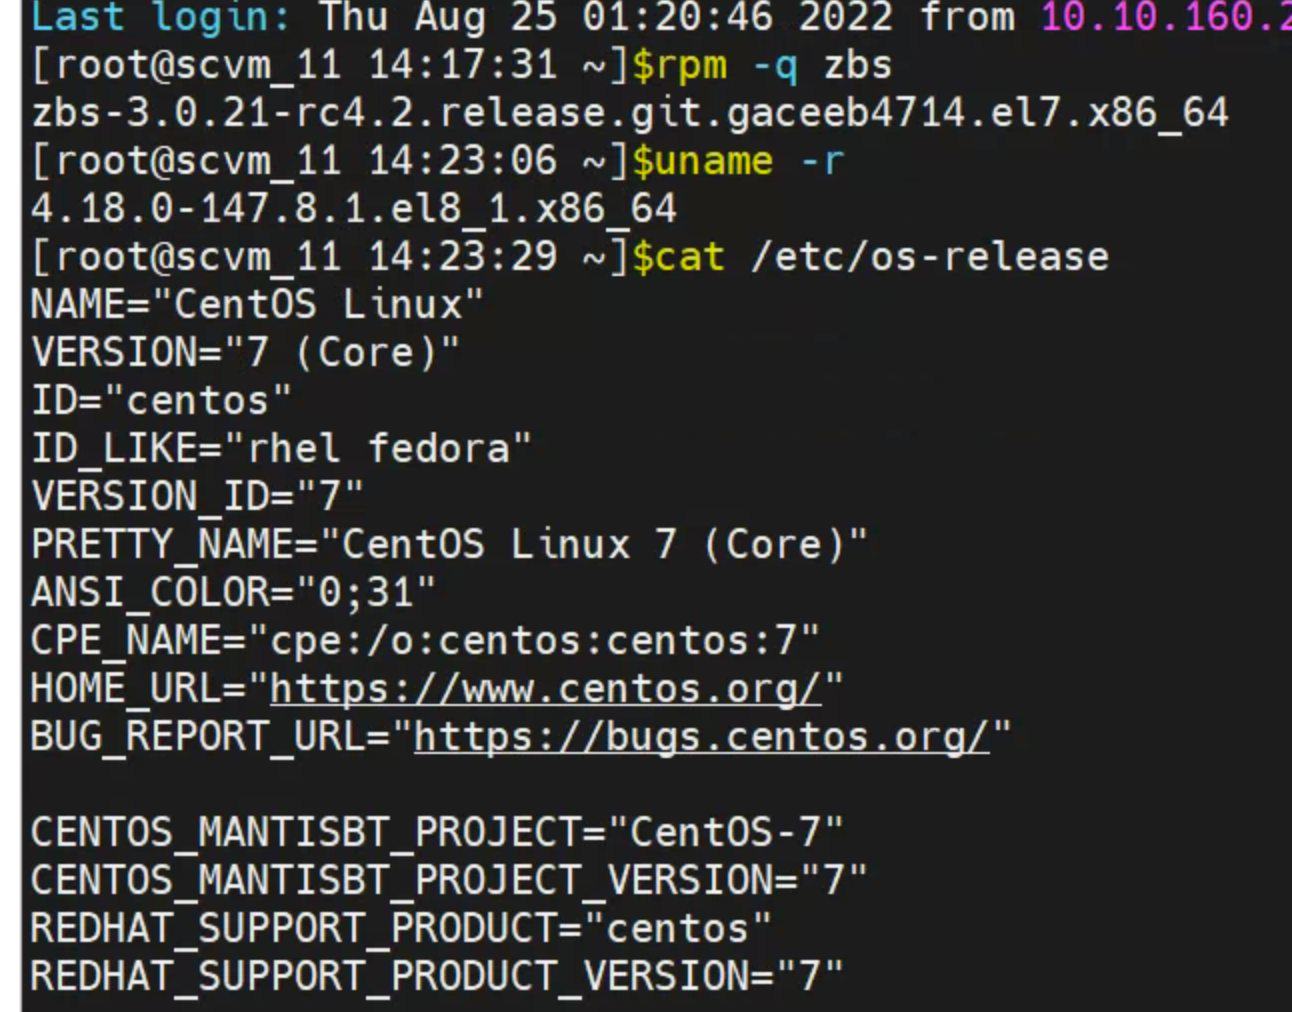 Last login: Thu Aug 25 01:20:46 2022 from 10.10.160.2
[root@scvm_11 14:17:31 ~]$rpm -q zbs
zbs-3.0.21-rc4.2.release.git.gaceeb4714.el7.x86_64
[root@scvm_11 14:23:06 ~]$uname -r
4.18.0-147.8.1.el8_1.x86_64
[root@scvm_11 14:23:29 ~]$cat /etc/os-release
NAME="CentOS Linux"
VERSION="7 (Core)"
ID="centos"
ID_LIKE="rhel fedora"
VERSION_ID="7"
PRETTY_NAME="CentOS Linux 7 (Core)"
ANSI_COLOR="0;31"
CPE_NAME="cpe:/o:centos:centos:7"
HOME_URL="https://www.centos.org/"
BUG_REPORT_URL="https://bugs.centos.org/"
CENTOS_MANTISBT_PROJECT="CentOS-7"
CENTOS_MANTISBT_PROJECT_VERSION="7"
REDHAT_SUPPORT_PRODUCT="centos"
REDHAT_SUPPORT_PRODUCT_VERSION="7"